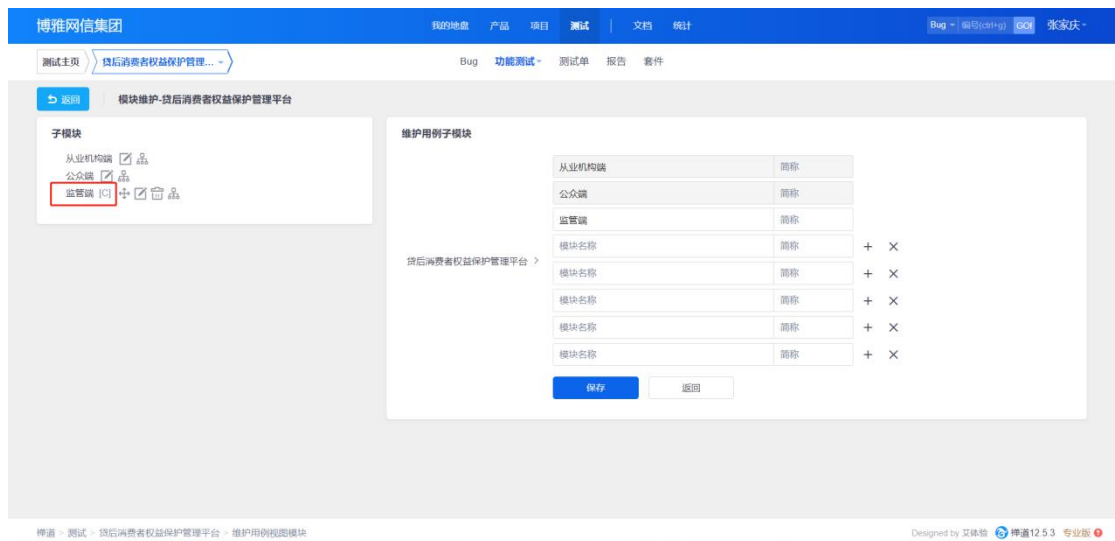 博雅网信集团 我的地盘 产品 项目 测试 文档 统计 Bug 编号(ctrl+g) GO! 张家庆
测试主页 贷后消费者权益保护管理... Bug 功能测试 测试单 报告 套件
返回 模块维护-贷后消费者权益保护管理平台
子模块
从业机构端
公众端
监管端 [C]
维护用例子模块
贷后消费者权益保护管理平台
从业机构端 简称
公众端 简称
监管端 简称
模块名称 简称
模块名称 简称
模块名称 简称
模块名称 简称
模块名称 简称
保存 返回
禅道 > 测试 > 贷后消费者权益保护管理平台 > 维护用例视图模块
Designed by 艾体验 禅道12.5.3 专业版